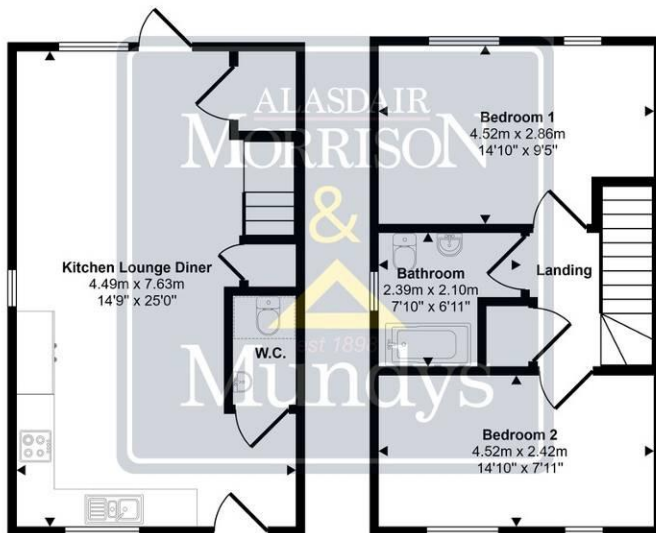 ALASDAIR
MORRISON
&
est 1898
Mundys
Kitchen Lounge Diner
4.49m x 7.63m
14'9" x 25'0"
W.C.
Bedroom 1
4.52m x 2.86m
14'10" x 9'5"
Bathroom
2.39m x 2.10m
7'10" x 6'11"
Landing
Bedroom 2
4.52m x 2.42m
14'10" x 7'11"